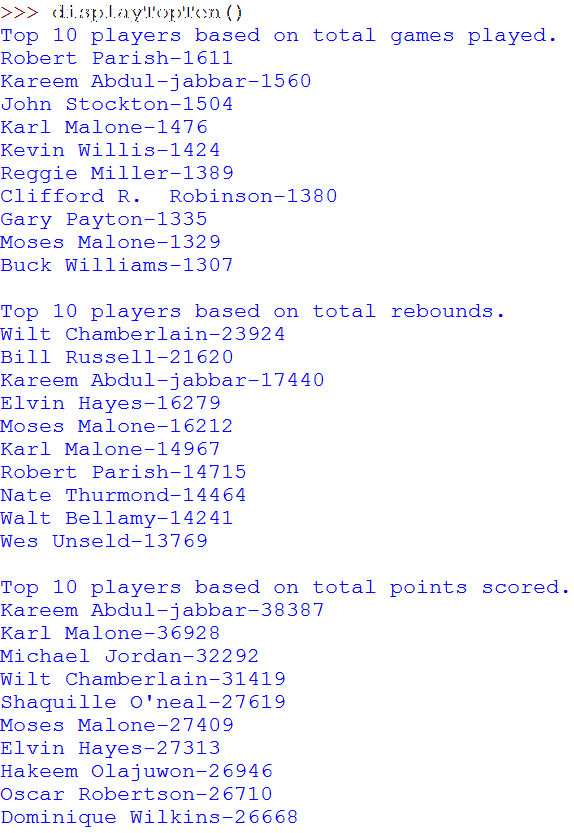 >>> displayTopTen()
Top 10 players based on total games played.
Robert Parish-1611
Kareem Abdul-jabbar-1560
John Stockton-1504
Karl Malone-1476
Kevin Willis-1424
Reggie Miller-1389
Clifford R.  Robinson-1380
Gary Payton-1335
Moses Malone-1329
Buck Williams-1307

Top 10 players based on total rebounds.
Wilt Chamberlain-23924
Bill Russell-21620
Kareem Abdul-jabbar-17440
Elvin Hayes-16279
Moses Malone-16212
Karl Malone-14967
Robert Parish-14715
Nate Thurmond-14464
Walt Bellamy-14241
Wes Unseld-13769

Top 10 players based on total points scored.
Kareem Abdul-jabbar-38387
Karl Malone-36928
Michael Jordan-32292
Wilt Chamberlain-31419
Shaquille O'neal-27619
Moses Malone-27409
Elvin Hayes-27313
Hakeem Olajuwon-26946
Oscar Robertson-26710
Dominique Wilkins-26668